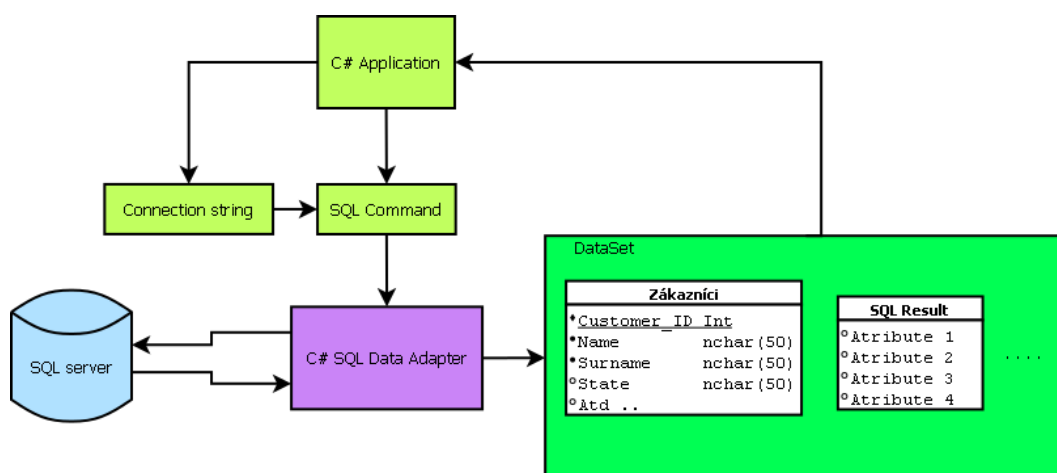 C# Application
Connection string
SQL Command
DataSet
Zákazníci
Customer_ID Int
Name nchar(50)
Surname nchar(50)
State nchar(50)
Atd ..
SQL Result
Atribute 1
Atribute 2
Atribute 3
Atribute 4
....
SQL server
C# SQL Data Adapter